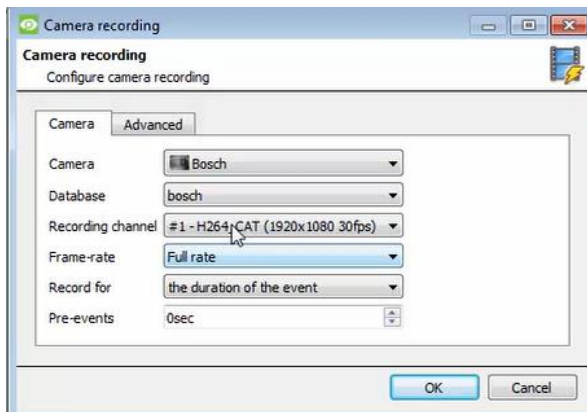 Camera recording
Camera recording
Configure camera recording
Camera Advanced
Camera Bosch
Database bosch
Recording channel #1 - H264, CAT (1920x1080 30fps)
Frame-rate Full rate
Record for the duration of the event
Pre-events 0sec
OK Cancel